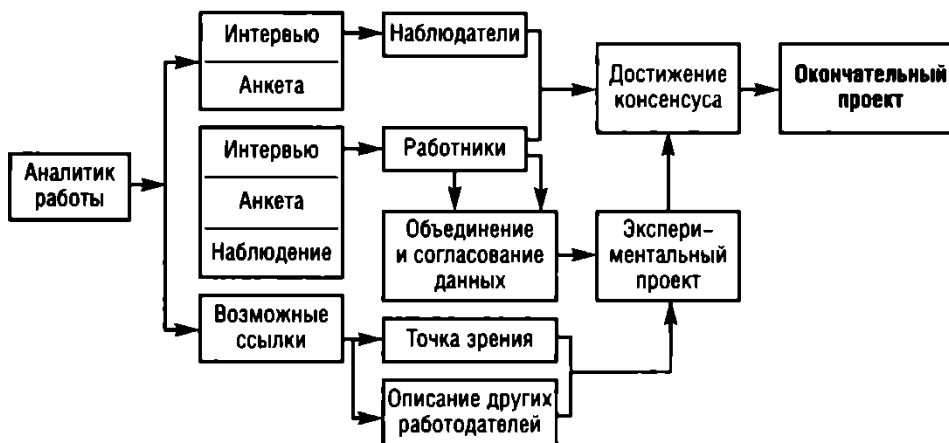 Аналитик
работы
Интервью
Анкета
Интервью
Анкета
Наблюдение
Возможные
ссылки
Наблюдатели
Работники
Объединение
и согласование
данных
Точка зрения
Описание других
работодателей
Достижение
консенсуса
Экспери-
ментальный
проект
Окончательный
проект